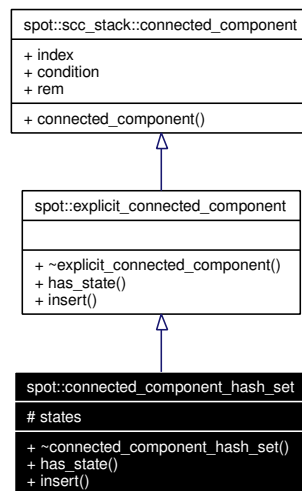 spot::scc_stack::connected_component
+ index
+ condition
+ rem
+ connected_component()
spot::explicit_connected_component
+ ~explicit_connected_component()
+ has_state()
+ insert()
spot::connected_component_hash_set
# states
+ ~connected_component_hash_set()
+ has_state()
+ insert()